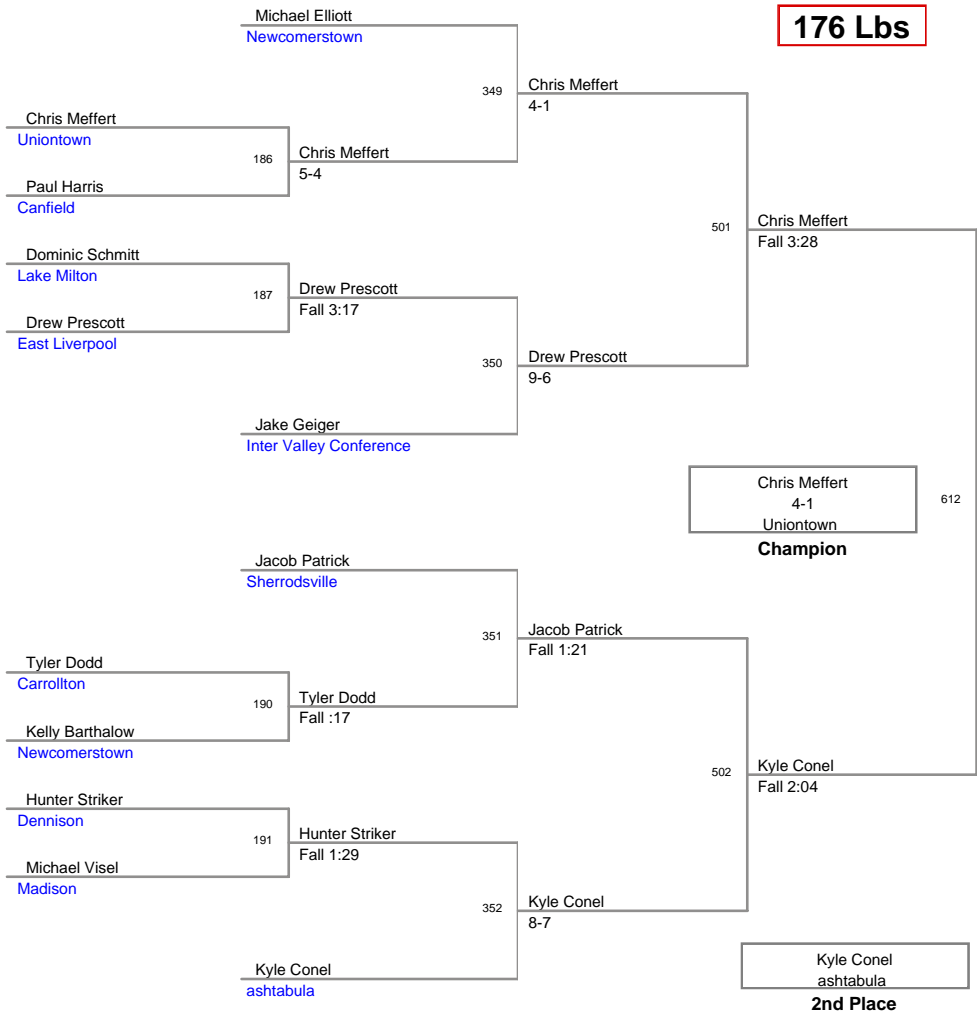 Michael Elliott
Newcomerstown
176 Lbs
349
Chris Meffert
4-1
Chris Meffert
Uniontown
186
Chris Meffert
5-4
Paul Harris
Canfield
501
Chris Meffert
Fall 3:28
Dominic Schmitt
Lake Milton
187
Drew Prescott
Fall 3:17
Drew Prescott
East Liverpool
350
Drew Prescott
9-6
Jake Geiger
Inter Valley Conference
Chris Meffert
4-1
Uniontown
Champion
612
Jacob Patrick
Sherrodsville
351
Jacob Patrick
Fall 1:21
Tyler Dodd
Carrollton
190
Tyler Dodd
Fall :17
Kelly Barthalow
Newcomerstown
502
Kyle Conel
Fall 2:04
Hunter Striker
Dennison
191
Hunter Striker
Fall 1:29
Michael Visel
Madison
352
Kyle Conel
8-7
Kyle Conel
ashtabula
Kyle Conel
ashtabula
2nd Place